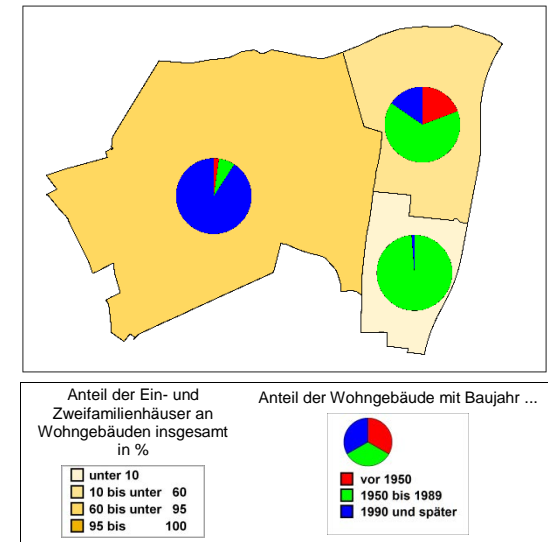 Anteil der Ein- und
Zweifamilienhäuser an
Wohngebäuden insgesamt
in %
unter 10
10 bis unter 60
60 bis unter 95
95 bis 100
Anteil der Wohngebäude mit Baujahr ...
vor 1950
1950 bis 1989
1990 und später